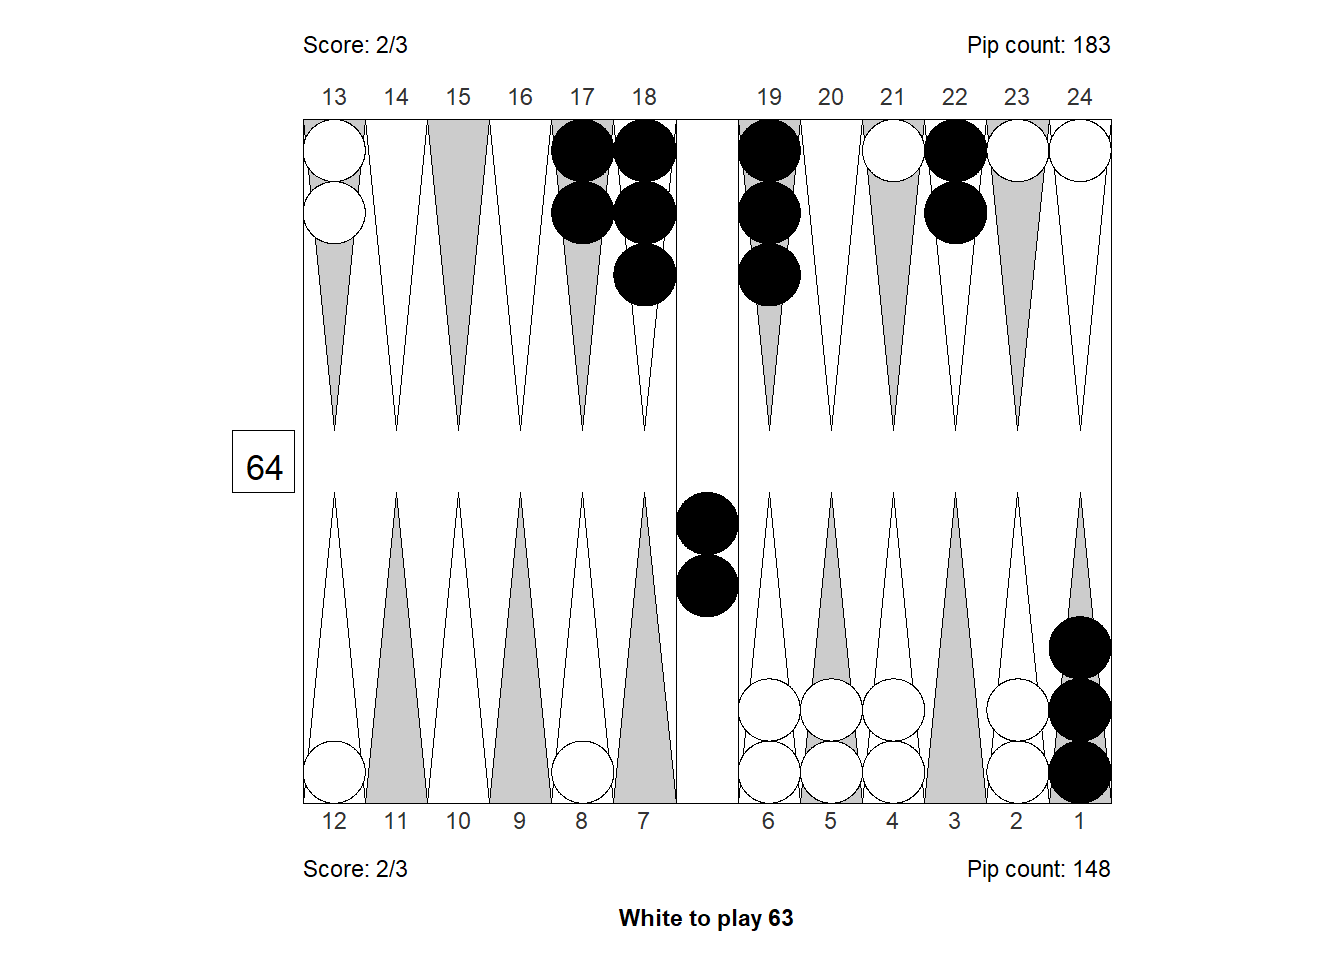 Score: 2/3 Pip count: 183
13 14 15 16 17 18 19 20 21 22 23 24
64
12 11 10 9 8 7 6 5 4 3 2 1
Score: 2/3 Pip count: 148
White to play 63